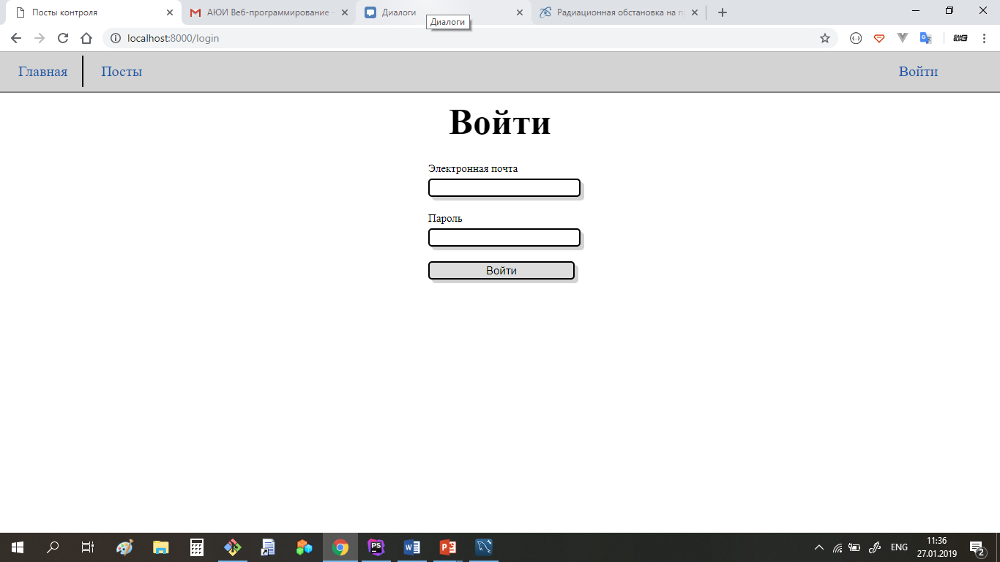 Посты контроля
АЮИ Веб-программирование -
Диалоги
Радиационная обстановка на п
Диалоги
localhost:8000/login
Главная
Посты
Войти
Войти
Электронная почта
Пароль
Войти
PS
W
P
ENG
11:36
27.01.2019
2